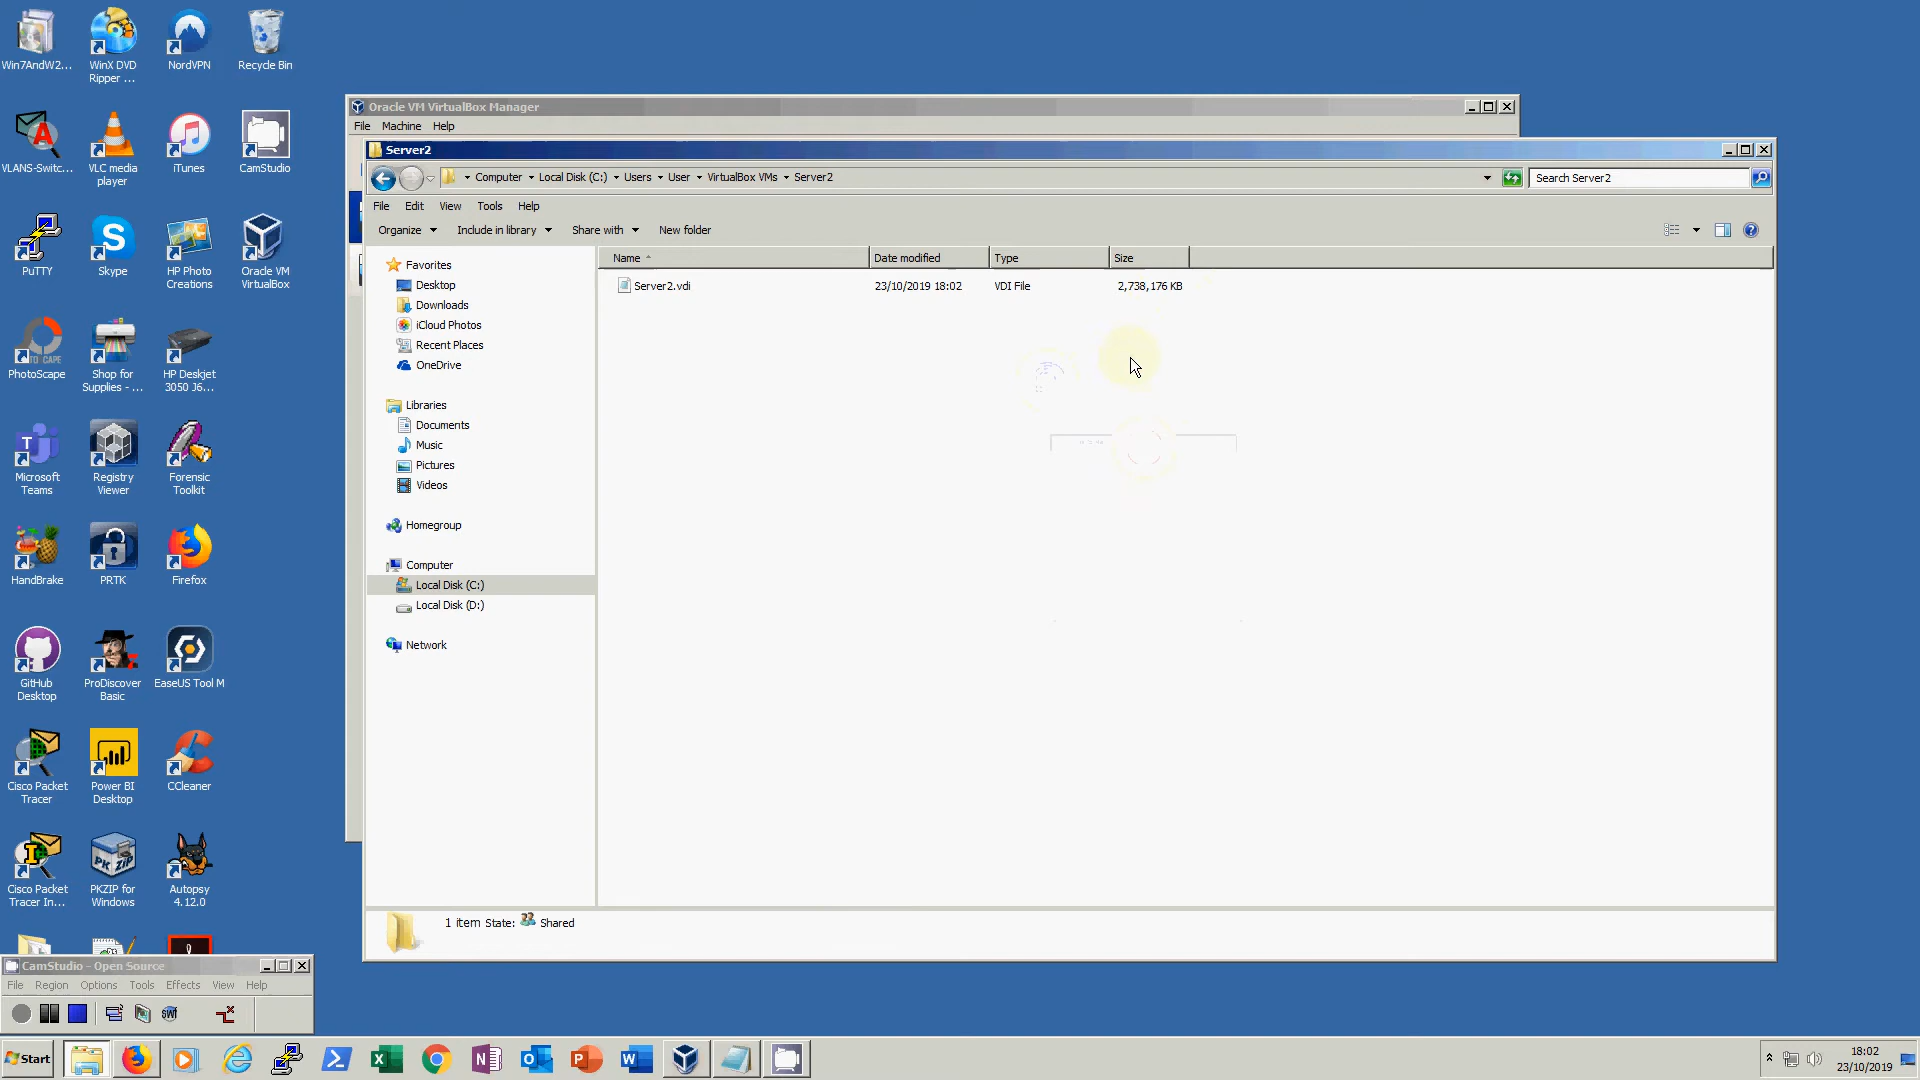 Win7AndW2...
WinX DVD
Ripper ...
NordVPN
Recycle Bin
VLANS-Switc...
VLC media
player
iTunes
CamStudio
PuTTY
Skype
HP Photo
Creations
Oracle VM
VirtualBox
PhotoScape
Shop for
Supplies - ...
HP Deskjet
3050 J6...
Microsoft
Teams
Registry
Viewer
Forensic
Toolkit
HandBrake
PRTK
Firefox
GitHub
Desktop
ProDiscover
Basic
EaseUS Tool M
Cisco Packet
Tracer
Power BI
Desktop
CCleaner
Cisco Packet
Tracer In...
PKZIP for
Windows
Autopsy
4.12.0
Oracle VM VirtualBox Manager
File Machine Help
Server2
Computer Local Disk (C:) Users User VirtualBox VMs Server2
Search Server2
File Edit View Tools Help
Organize Include in library Share with New folder
Name Date modified Type Size
Server2.vdi 23/10/2019 18:02 VDI File 2,738,176 KB
Favorites
Desktop
Downloads
iCloud Photos
Recent Places
OneDrive
Libraries
Documents
Music
Pictures
Videos
Homegroup
Computer
Local Disk (C:)
Local Disk (D:)
Network
1 item State: Shared
CamStudio - Open Source
File Region Options Tools Effects View Help
Start
18:02
23/10/2019